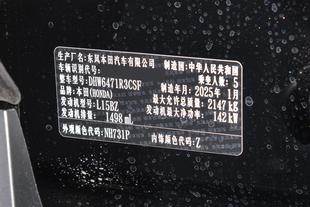 生产厂名: 东风本田汽车有限公司 制造国: 中华人民共和国
车辆识别代号: 乘坐人数: 5
整车型号: DHW6471R3CSF 制造年月: 2025年1月
品牌: 本田(HONDA) 最大允许总质量: 2147 kg
发动机型号: L15BZ 发动机最大净功率: 142 kW
发动机排量: 1498 mL
外观颜色代码: NH731P 内饰颜色代码: Z